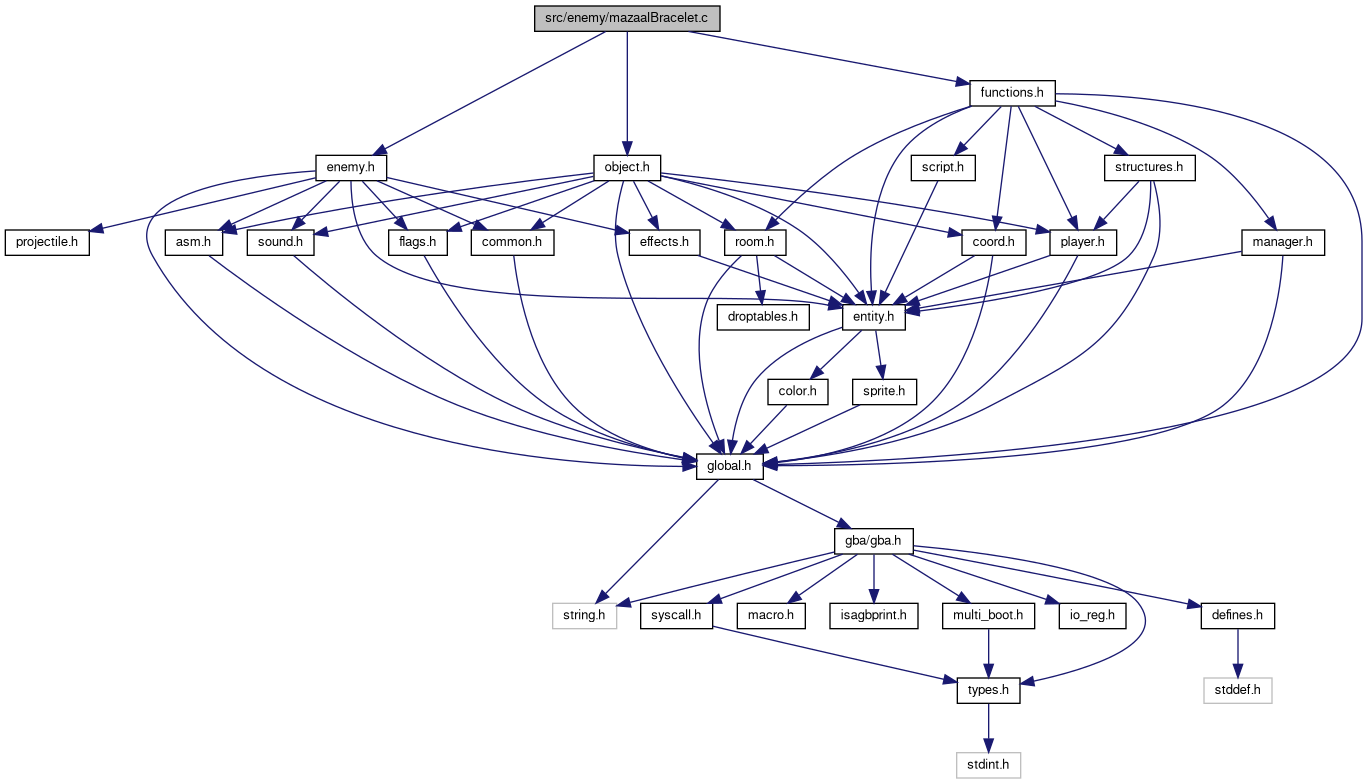 src/enemy/mazaalBracelet.c
functions.h
enemy.h
object.h
script.h
structures.h
projectile.h
asm.h
sound.h
flags.h
common.h
effects.h
room.h
coord.h
player.h
manager.h
droptables.h
entity.h
color.h
sprite.h
global.h
gba/gba.h
string.h
syscall.h
macro.h
isagbprint.h
multi_boot.h
io_reg.h
defines.h
types.h
stddef.h
stdint.h